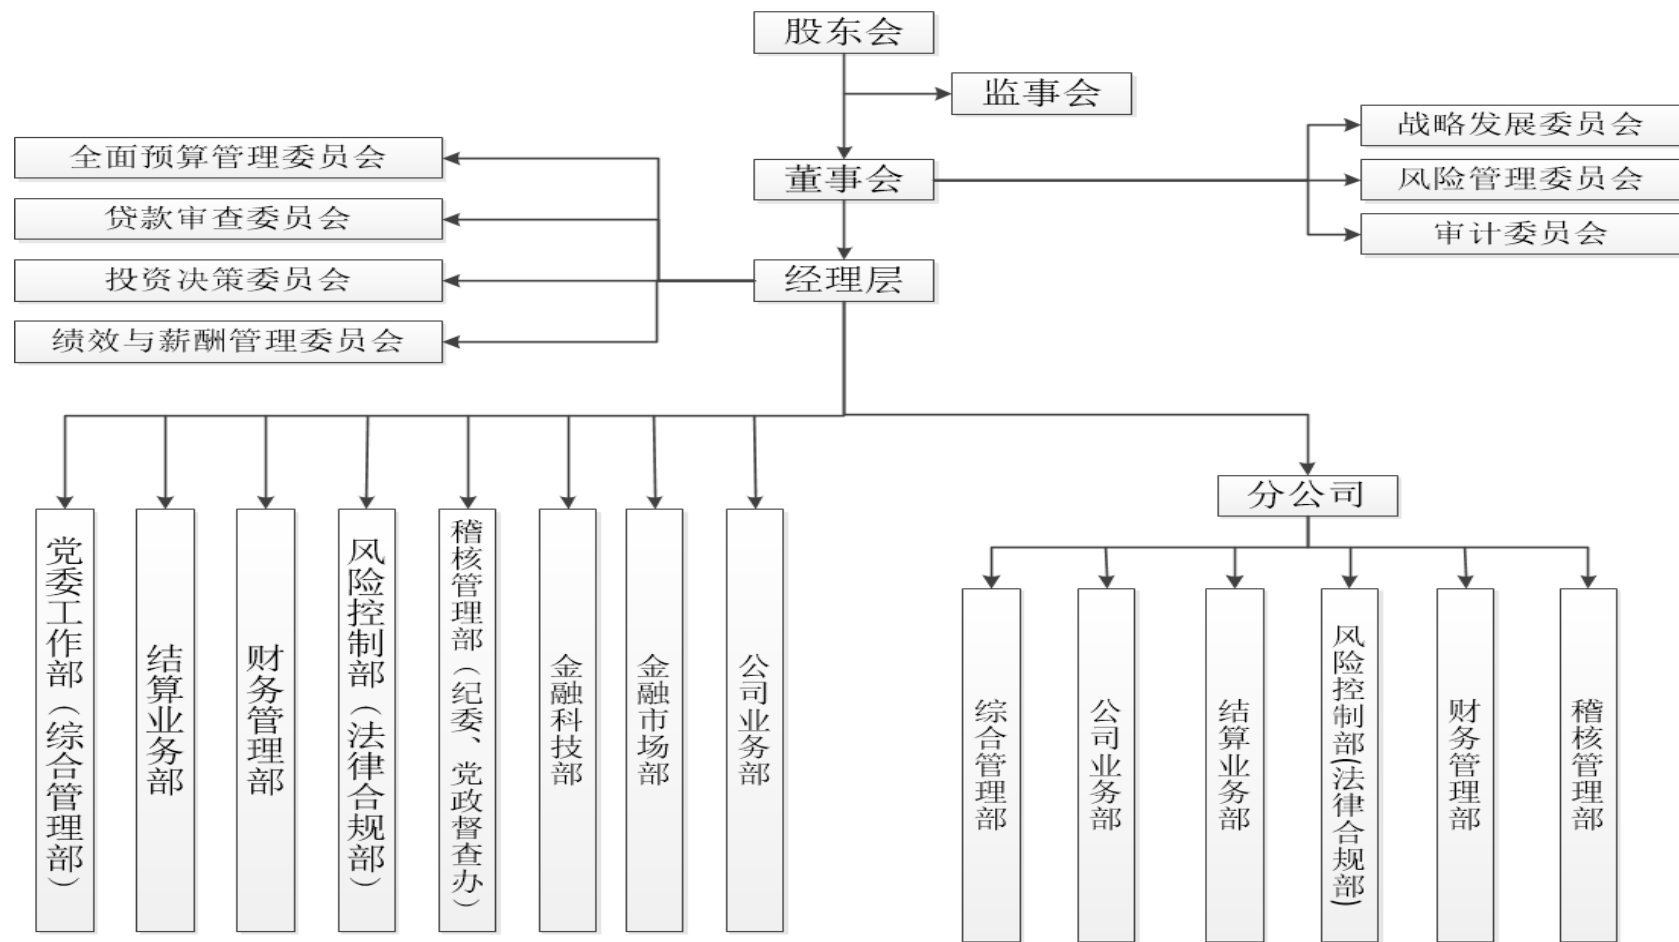 股东会
监事会
战略发展委员会
全面预算管理委员会
董事会
风险管理委员会
贷款审查委员会
审计委员会
投资决策委员会
经理层
绩效与薪酬管理委员会
分公司
党委工作部（综合管理部）
结算业务部
财务管理部
风险控制部（法律合规部）
稽核管理部（纪委、党政督查办）
金融科技部
金融市场部
公司业务部
综合管理部
公司业务部
结算业务部
风险控制部(法律合规部)
财务管理部
稽核管理部